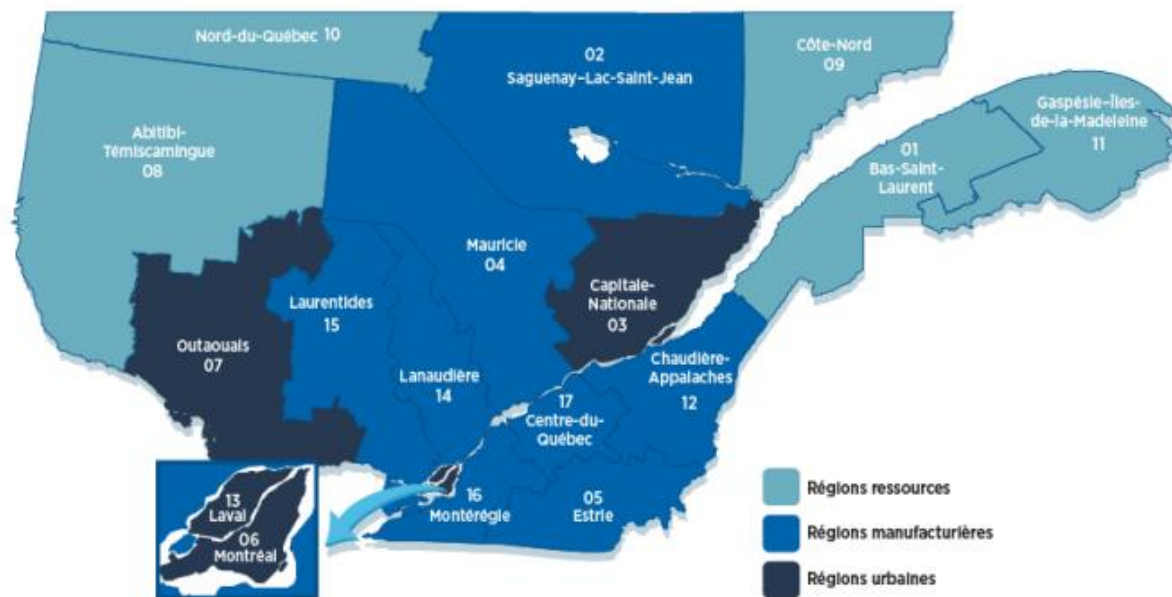 Nord-du-Québec 10
02
Saguenay–Lac-Saint-Jean
Côte-Nord
09
Gaspésie–Îles-
de-la-Madeleine
11
Abitibi-
Témiscamingue
08
01
Bas-Saint-
Laurent
Mauricie
04
Capitale-
Nationale
03
Laurentides
15
Outaouais
07
Lanaudière
14
Chaudière-
Appalaches
12
17
Centre-du-
Québec
16
Montérégie
05
Estrie
13
Laval
06
Montréal
Régions ressources
Régions manufacturières
Régions urbaines